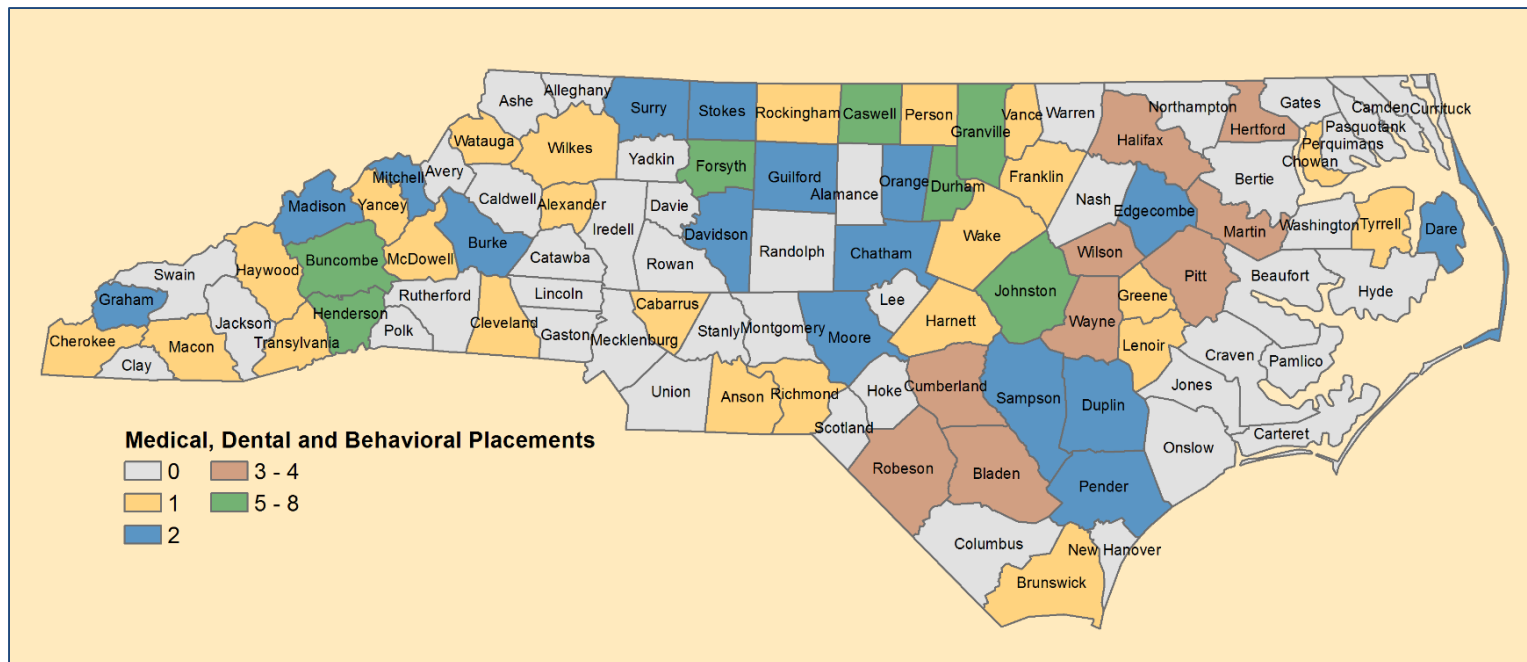 Ashe
Alleghany
Surry
Stokes
Rockingham
Caswell
Person
Granville
Vance
Warren
Northampton
Gates
Camden
Currituck
Halifax
Hertford
Pasquotank
Perquimans
Chowan
Watauga
Wilkes
Yadkin
Forsyth
Guilford
Alamance
Orange
Durham
Franklin
Nash
Edgecombe
Bertie
Martin
Washington
Tyrrell
Dare
Mitchell
Avery
Caldwell
Alexander
Davie
Iredell
Madison
Yancey
Burke
Davidson
Randolph
Chatham
Wake
Wilson
Pitt
Beaufort
Hyde
Swain
Haywood
Buncombe
McDowell
Catawba
Rowan
Lincoln
Graham
Henderson
Rutherford
Polk
Cleveland
Gaston
Mecklenburg
Cabarrus
Stanly
Montgomery
Moore
Lee
Harnett
Johnston
Wayne
Greene
Lenoir
Craven
Pamlico
Cherokee
Clay
Macon
Jackson
Transylvania
Union
Anson
Richmond
Hoke
Scotland
Cumberland
Sampson
Duplin
Jones
Onslow
Carteret
Robeson
Bladen
Pender
Columbus
New Hanover
Brunswick
Medical, Dental and Behavioral Placements
0
3 - 4
1
5 - 8
2